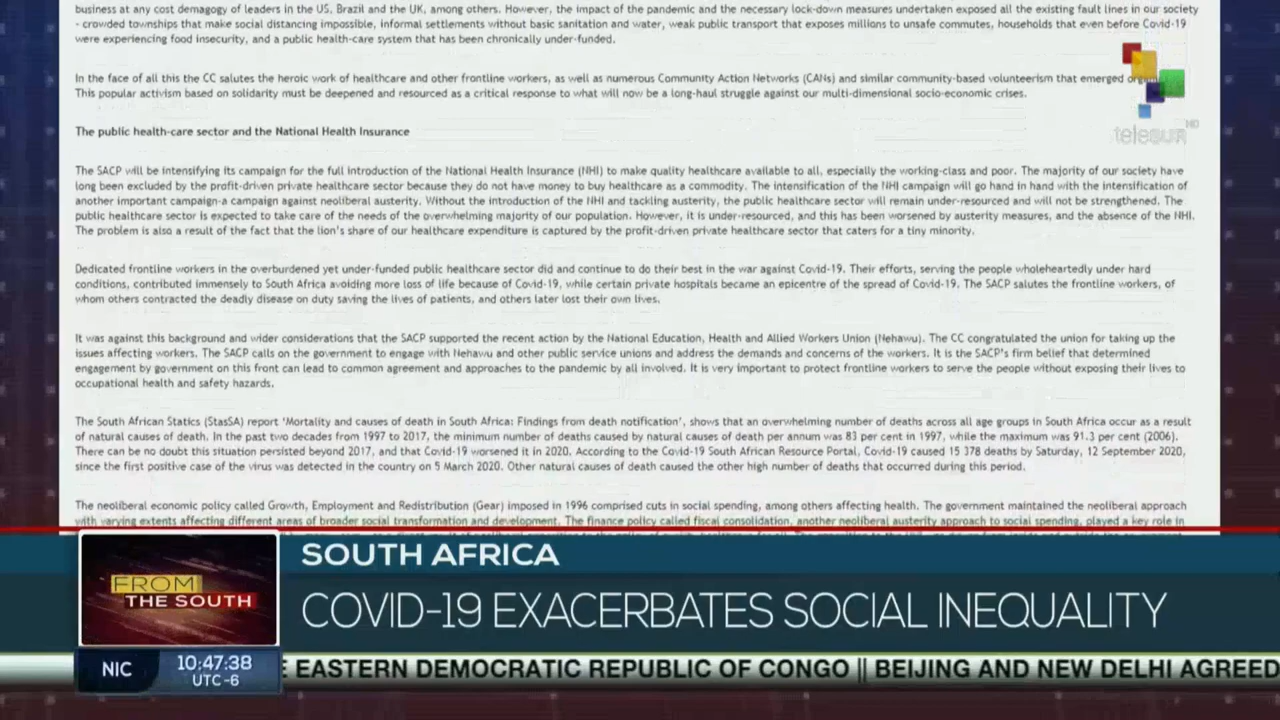 business at any cost demagogy of leaders in the US, Brazil and the UK, among others. However, the impact of the pandemic and the necessary lock-down measures undertaken exposed all the existing fault lines in our society
- crowded townships that make social distancing impossible, informal settlements without basic sanitation and water, weak public transport that exposes millions to unsafe commutes, households that even before Covid-19
were experiencing food insecurity, and a public health-care system that has been chronically under-funded.
In the face of all this the CC salutes the heroic work of healthcare and other frontline workers, as well as numerous Community Action Networks (CANs) and similar community-based volunteerism that emerged
This popular activism based on solidarity must be deepened and resourced as a critical response to what will now be a long-haul struggle against our multi-dimensional socio-economic crises.
telesur HD
The public health-care sector and the National Health Insurance
The SACP will be intensifying its campaign for the full introduction of the National Health Insurance (NHI) to make quality healthcare available to all, especially the working-class and poor. The majority of our society have
long been excluded by the profit-driven private healthcare sector because they do not have money to buy healthcare as a commodity. The intensification of the NHI campaign will go hand in hand with the intensification of
another important campaign-a campaign against neoliberal austerity. Without the introduction of the NHI and tackling austerity, the public healthcare sector will remain under-resourced and will not be strengthened. The
public healthcare sector is expected to take care of the needs of the overwhelming majority of our population. However, it is under-resourced, and this has been worsened by austerity measures, and the absence of the NHI.
The problem is also a result of the fact that the lion's share of our healthcare expenditure is captured by the profit-driven private healthcare sector that caters for a tiny minority.
Dedicated frontline workers in the overburdened yet under-funded public healthcare sector did and continue to do their best in the war against Covid-19. Their efforts, serving the people wholeheartedly under hard
conditions, contributed immensely to South Africa avoiding more loss of life because of Covid-19, while certain private hospitals became an epicentre of the spread of Covid-19. The SACP salutes the frontline workers, of
whom others contracted the deadly disease on duty saving the lives of patients, and others later lost their own lives.
It was against this background and wider considerations that the SACP supported the recent action by the National Education, Health and Allied Workers Union (Nehawu). The CC congratulated the union for taking up the
issues affecting workers. The SACP calls on the government to engage with Nehawu and other public service unions and address the demands and concerns of the workers. It is the SACP's firm belief that determined
engagement by government on this front can lead to common agreement and approaches to the pandemic by all involved. It is very important to protect frontline workers to serve the people without exposing their lives to
occupational health and safety hazards.
The South African Statics (StasSA) report 'Mortality and causes of death in South Africa: Findings from death notification', shows that an overwhelming number of deaths across all age groups in South Africa occur as a result
of natural causes of death. In the past two decades from 1997 to 2017, the minimum number of deaths caused by natural causes of death per annum was 83 per cent in 1997, while the maximum was 91.3 per cent (2006).
There can be no doubt this situation persisted beyond 2017, and that Covid-19 worsened it in 2020. According to the Covid-19 South African Resource Portal, Covid-19 caused 15 378 deaths by Saturday, 12 September 2020,
since the first positive case of the virus was detected in the country on 5 March 2020. Other natural causes of death caused the other high number of deaths that occurred during this period.
The neoliberal economic policy called Growth, Employment and Redistribution (Gear) imposed in 1996 comprised cuts in social spending, among others affecting health. The government maintained the neoliberal approach
with varying extents affecting different areas of broader social transformation and development. The finance policy called fiscal consolidation, another neoliberal austerity approach to social spending, played a key role in
FROM
THE SOUTH
SOUTH AFRICA
COVID-19 EXACERBATES SOCIAL INEQUALITY
NIC
10:47:38
UTC -6
EASTERN DEMOCRATIC REPUBLIC OF CONGO || BEIJING AND NEW DELHI AGREED